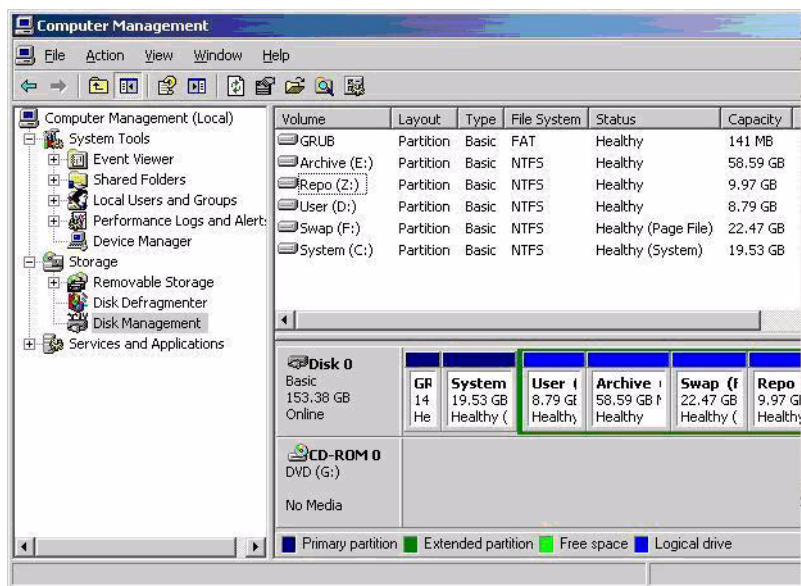 Computer Management
File Action View Window Help
Computer Management (Local)
System Tools
Event Viewer
Shared Folders
Local Users and Groups
Performance Logs and Alert
Device Manager
Storage
Removable Storage
Disk Defragmenter
Disk Management
Services and Applications
Volume Layout Type File System Status Capacity
GRUB Partition Basic FAT Healthy 141 MB
Archive (E:) Partition Basic NTFS Healthy 58.59 GB
Repo (Z:) Partition Basic NTFS Healthy 9.97 GB
User (D:) Partition Basic NTFS Healthy 8.79 GB
Swap (F:) Partition Basic NTFS Healthy (Page File) 22.47 GB
System (C:) Partition Basic NTFS Healthy (System) 19.53 GB
Disk 0
Basic
153.38 GB
Online
GR
14
He
System
19.53 GB
Healthy (
User (
8.79 GB
Healthy
Archive
58.59 GB
Healthy
Swap (F
22.47 GB
Healthy (
Repo
9.97 G
Healthy
CD-ROM 0
DVD (G:)
No Media
Primary partition Extended partition Free space Logical drive